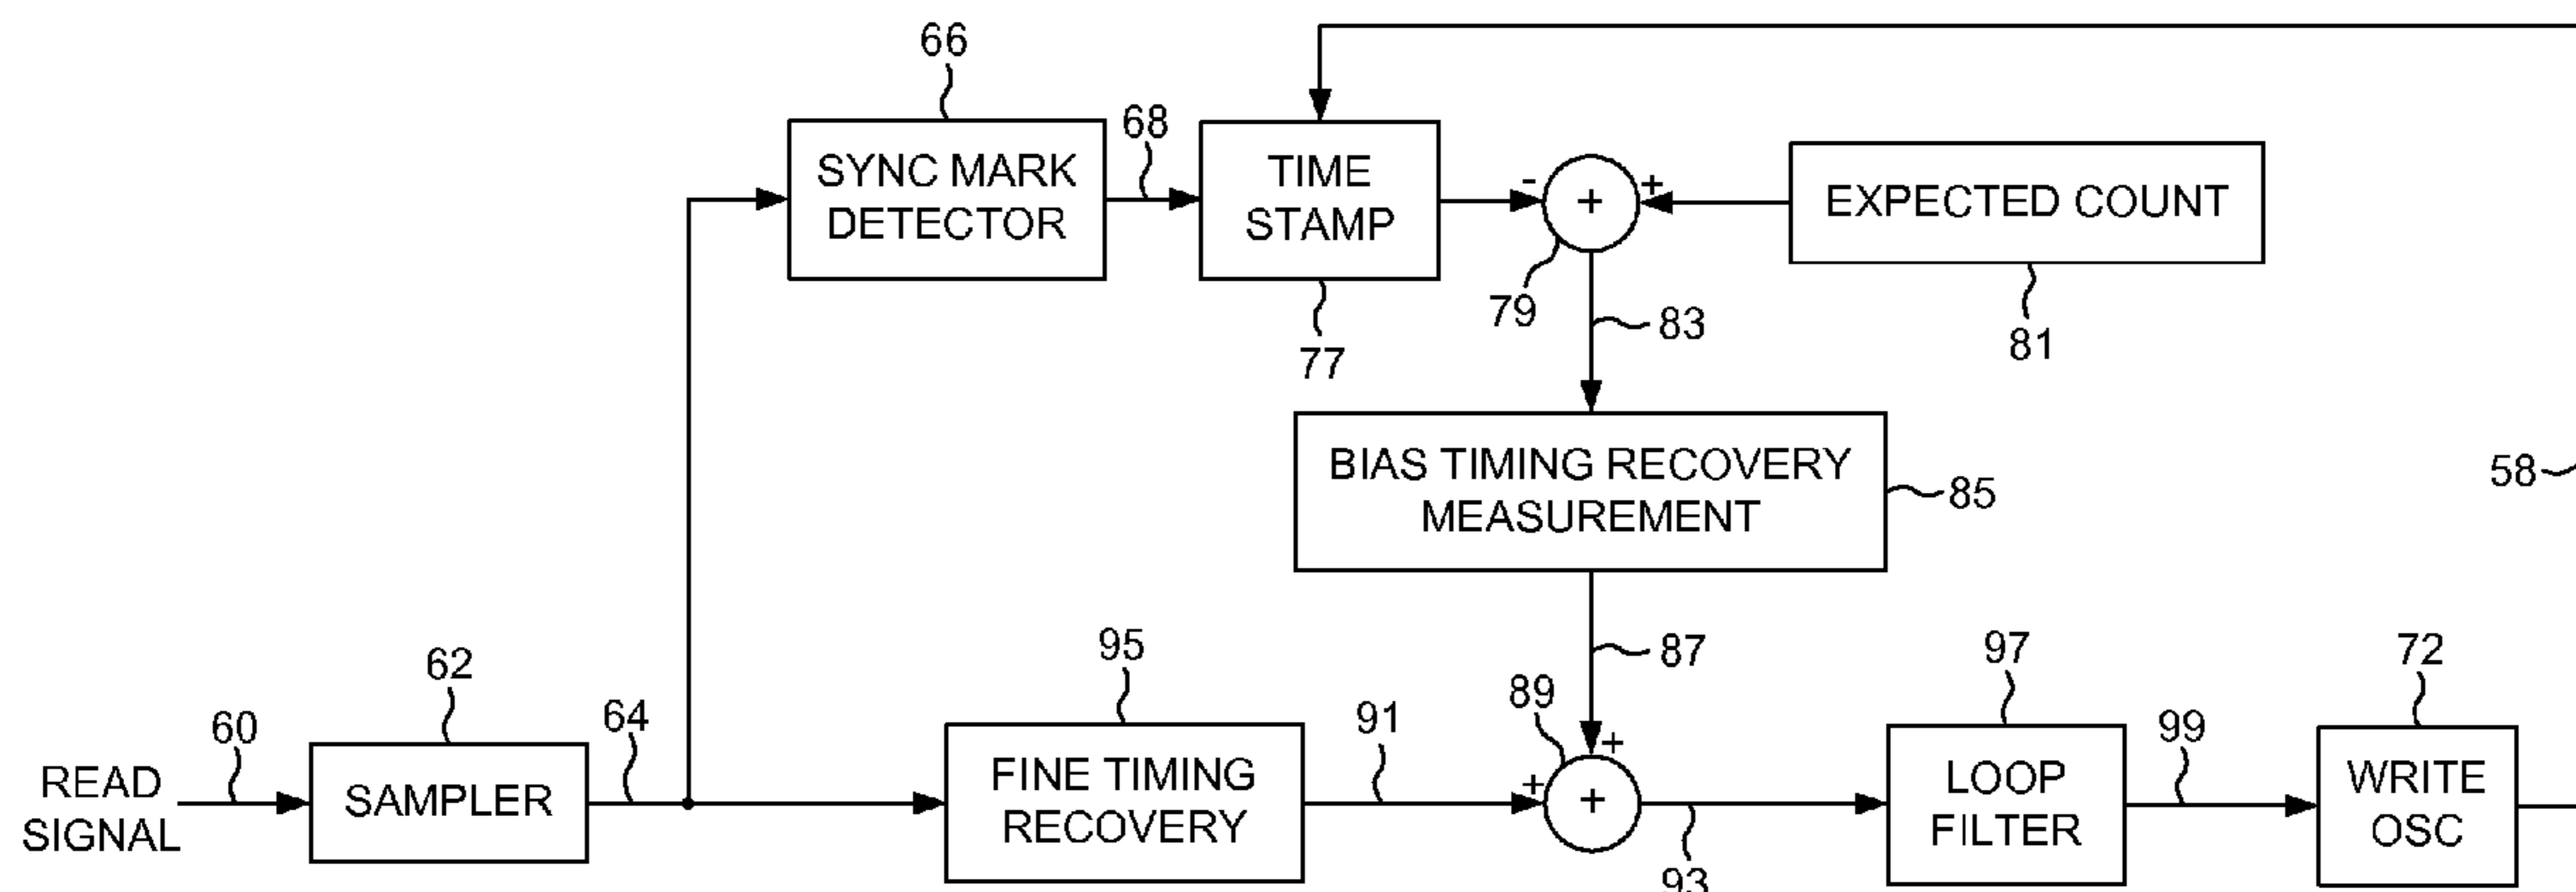 66
68
SYNC MARK
DETECTOR
TIME
STAMP
-
+
+
EXPECTED COUNT
79
83
81
77
BIAS TIMING RECOVERY
MEASUREMENT
58
85
87
95
97
72
62
89
64
91
99
60
+
+
READ
SIGNAL
SAMPLER
FINE TIMING
RECOVERY
+
LOOP
FILTER
WRITE
OSC
93